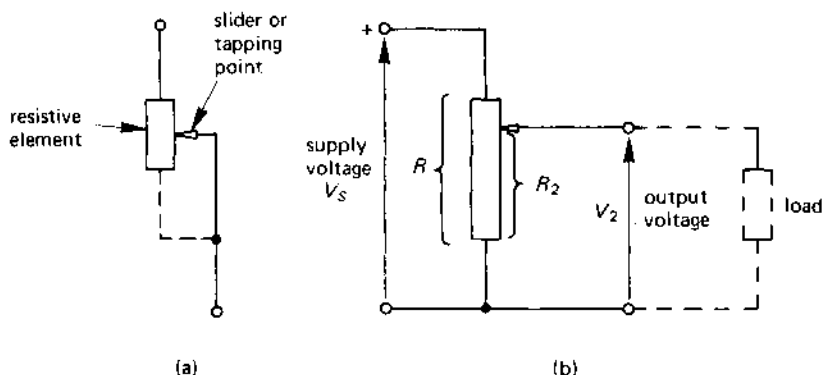 slider or
tapping
point
resistive
element
(a)
+
supply
voltage
V_S
R
R_2
V_2
output
voltage
load
(b)